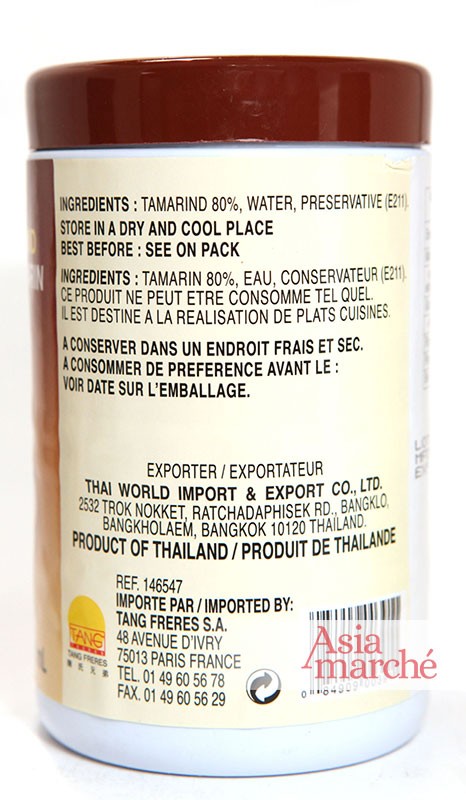 INGREDIENTS : TAMARIND 80%, WATER, PRESERVATIVE (E211).
STORE IN A DRY AND COOL PLACE
BEST BEFORE : SEE ON PACK
INGREDIENTS : TAMARIN 80%, EAU, CONSERVATEUR (E211).
CE PRODUIT NE PEUT ETRE CONSOMME TEL QUEL.
IL EST DESTINE A LA REALISATION DE PLATS CUISINES.
A CONSERVER DANS UN ENDROIT FRAIS ET SEC.
A CONSOMMER DE PREFERENCE AVANT LE :
VOIR DATE SUR L'EMBALLAGE.
EXPORTER / EXPORTATEUR
THAI WORLD IMPORT & EXPORT CO., LTD.
2532 TROK NOKKET, RATCHADAPHISEK RD., BANGKLO,
BANGKHOLAEM, BANGKOK 10120 THAILAND.
PRODUCT OF THAILAND / PRODUIT DE THAILANDE
REF. 146547
IMPORTE PAR / IMPORTED BY:
TANG FRERES S.A.
48 AVENUE D'IVRY
75013 PARIS FRANCE
TEL. 01 49 60 56 78
FAX. 01 49 60 56 29
TANG
FRERES
TANG FRERES
陳氏兄弟
Asia
marché